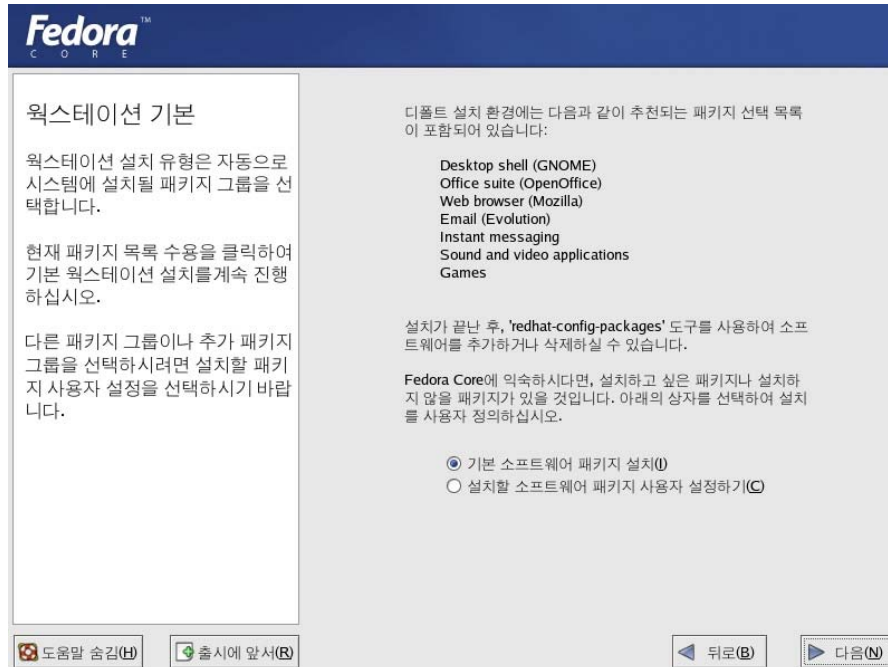 Fedora™
CORE
웍스테이션 기본
웍스테이션 설치 유형은 자동으로
시스템에 설치될 패키지 그룹을 선
택합니다.
현재 패키지 목록 수용을 클릭하여
기본 웍스테이션 설치를계속 진행
하십시오.
다른 패키지 그룹이나 추가 패키지
그룹을 선택하시려면 설치할 패키
지 사용자 설정을 선택하시기 바랍
니다.
디폴트 설치 환경에는 다음과 같이 추천되는 패키지 선택 목록
이 포함되어 있습니다:
Desktop shell (GNOME)
Office suite (OpenOffice)
Web browser (Mozilla)
Email (Evolution)
Instant messaging
Sound and video applications
Games
설치가 끝난 후, 'redhat-config-packages' 도구를 사용하여 소프
트웨어를 추가하거나 삭제하실 수 있습니다.
Fedora Core에 익숙하시다면, 설치하고 싶은 패키지나 설치하
지 않을 패키지가 있을 것입니다. 아래의 상자를 선택하여 설치
를 사용자 정의하십시오.
기본 소프트웨어 패키지 설치(I)
설치할 소프트웨어 패키지 사용자 설정하기(C)
도움말 숨김(H) 출시에 앞서(R) 뒤로(B) 다음(N)